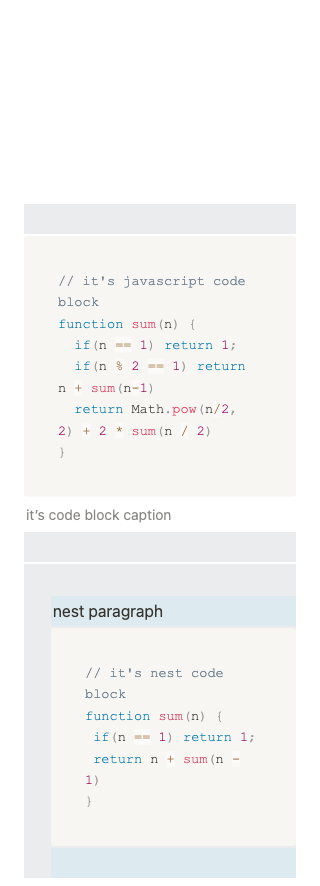 // it's javascript code
block
function sum(n) {
  if(n == 1) return 1;
  if(n % 2 == 1) return
n + sum(n-1)
  return Math.pow(n/2,
2) + 2 * sum(n / 2)
}
it’s code block caption
nest paragraph
// it's nest code
block
function sum(n) {
 if(n == 1) return 1;
 return n + sum(n -
1)
}